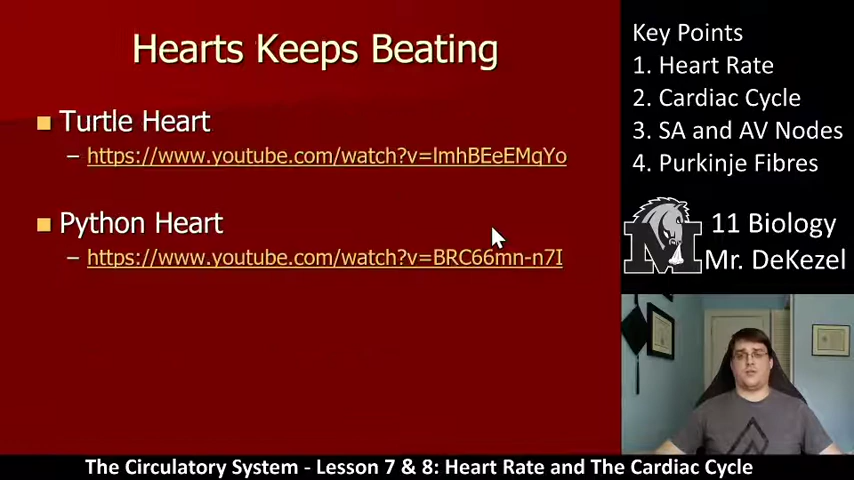 Hearts Keeps Beating
Turtle Heart
– https://www.youtube.com/watch?v=lmhBEeEMqYo
Python Heart
– https://www.youtube.com/watch?v=BRC66mn-n7I
Key Points
1. Heart Rate
2. Cardiac Cycle
3. SA and AV Nodes
4. Purkinje Fibres
M
11 Biology
Mr. DeKezel
The Circulatory System - Lesson 7 & 8: Heart Rate and The Cardiac Cycle